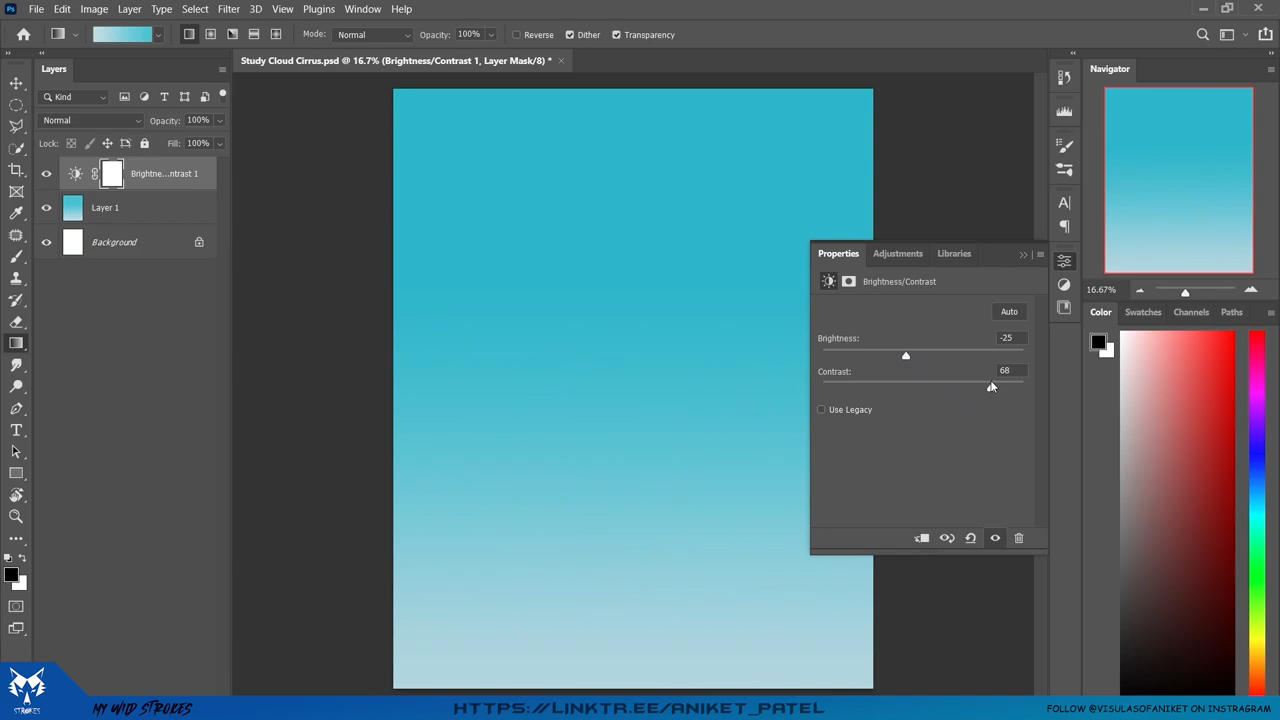 Ps File Edit Image Layer Type Select Filter 3D View Plugins Window Help
Mode: Normal Opacity: 100% Reverse Dither Transparency
Layers
Study Cloud Cirrus.psd @ 16.7% (Brightness/Contrast 1, Layer Mask/8) *
Navigator
Kind
Normal Opacity: 100%
Lock: Fill: 100%
Brightne...ntrast 1
Layer 1
Background
Properties Adjustments Libraries
Brightness/Contrast
Auto
Brightness: -25
Contrast: 68
Use Legacy
16.67%
Color Swatches Channels Paths
STROKES
MY WILD STROKES
HTTPS://LINKTR.EE/ANIKET_PATEL
FOLLOW @VISULASOFANIKET ON INSTAGRAM